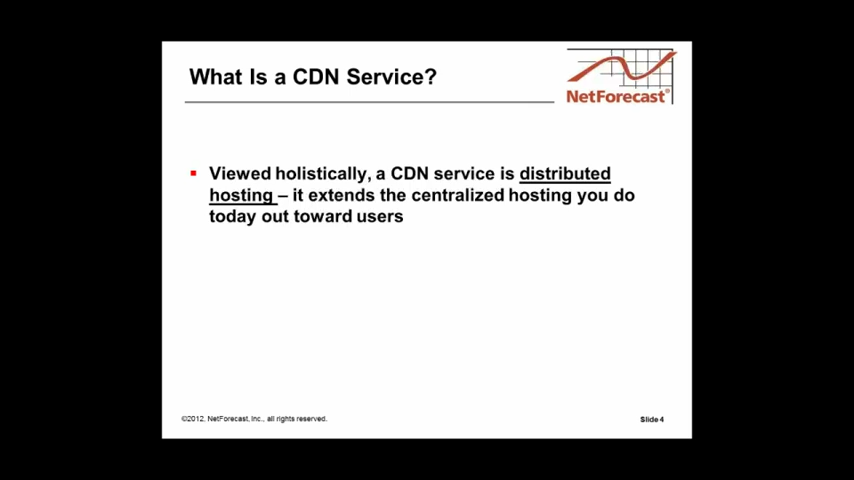 What Is a CDN Service?
NetForecast®
Viewed holistically, a CDN service is distributed
hosting – it extends the centralized hosting you do
today out toward users
©2012, NetForecast, Inc., all rights reserved.
Slide 4